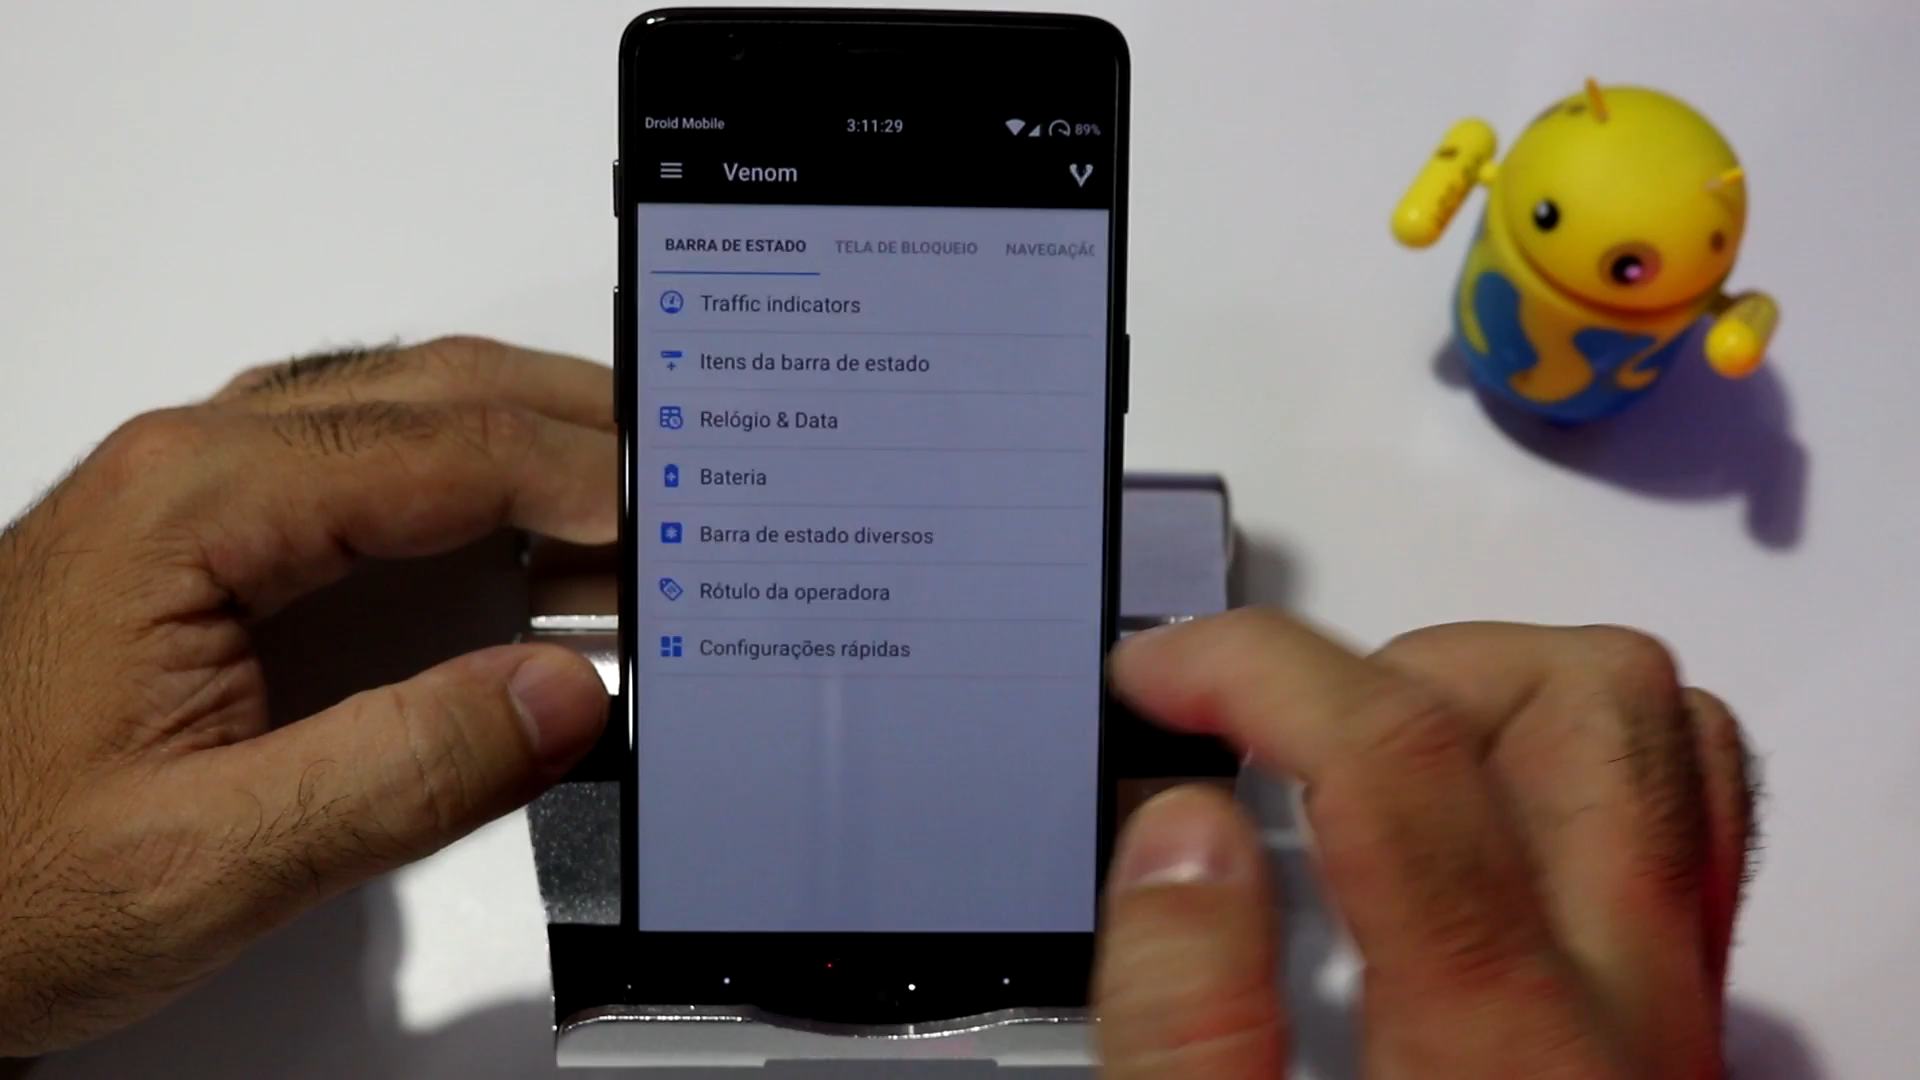 Droid Mobile 3:11:29 89%
Venom
BARRA DE ESTADO TELA DE BLOQUEIO NAVEGAÇÃ
Traffic indicators
Itens da barra de estado
Relógio & Data
Bateria
Barra de estado diversos
Rótulo da operadora
Configurações rápidas